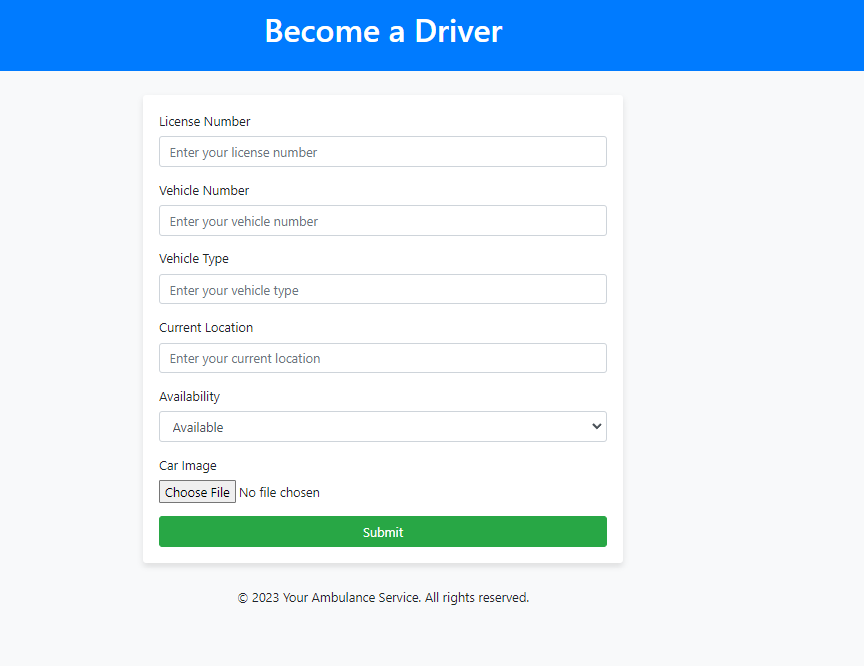 Become a Driver
License Number
Enter your license number
Vehicle Number
Enter your vehicle number
Vehicle Type
Enter your vehicle type
Current Location
Enter your current location
Availability
Available
Car Image
Choose File No file chosen
Submit
© 2023 Your Ambulance Service. All rights reserved.